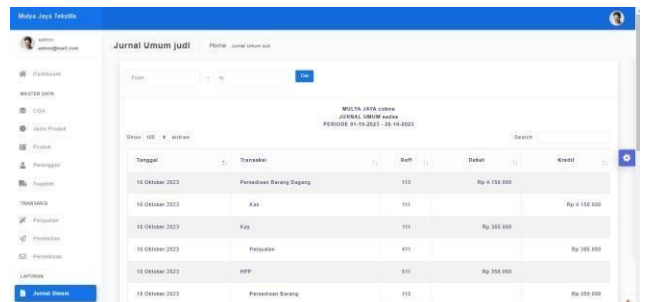 Mulya Jaya Tekstile
admin
admin@mail.com
Jurnal Umum judl
Home Jurnal Umum judl
Dashboard
MASTER DATA
COA
Jenis Produk
Produk
Pelanggan
Supplier
TRANSAKSI
Penjualan
Pembelian
Persediaan
LAPORAN
Jurnal Umum
From
to
Cari
MULYA JAYA
JURNAL UMUM
PERIODE 01-10-2023 - 25-10-2023
Show 100 entries
Search:
Tanggal Transaksi Reff Debet Kredit
10 Oktober 2023 Persediaan Barang Dagang 113 Rp 4.150.000
10 Oktober 2023 Kas 111 Rp 4.150.000
10 Oktober 2023 Kas 111 Rp 385.000
10 Oktober 2023 Penjualan 411 Rp 385.000
10 Oktober 2023 HPP 511 Rp 350.000
10 Oktober 2023 Persediaan Barang 113 Rp 350.000